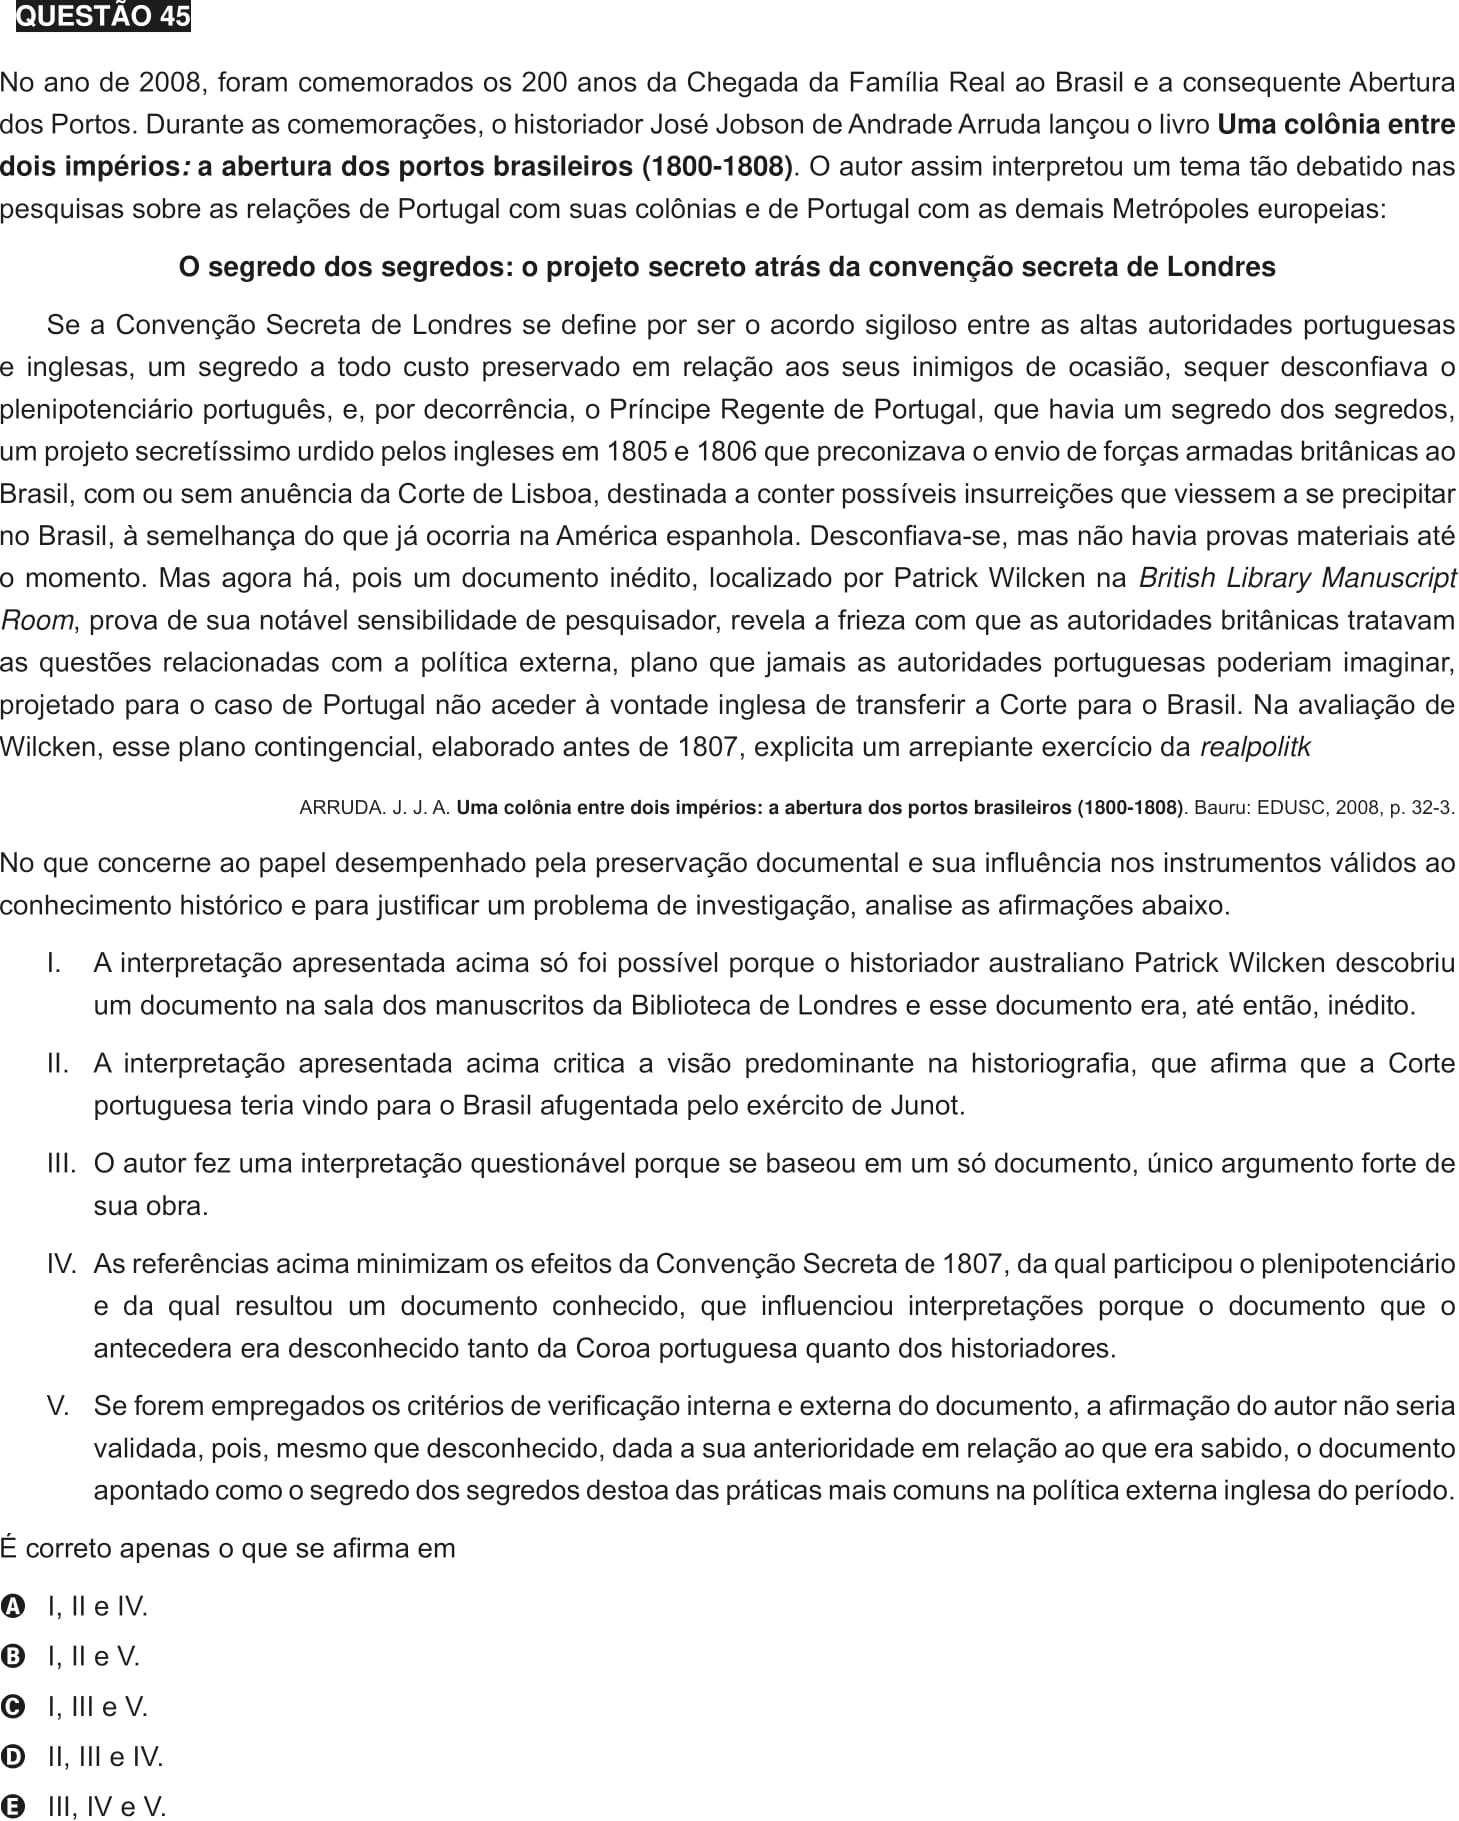 QUESTÃO 45
No ano de 2008, foram comemorados os 200 anos da Chegada da Família Real ao Brasil e a consequente Abertura
dos Portos. Durante as comemorações, o historiador José Jobson de Andrade Arruda lançou o livro Uma colônia entre
dois impérios: a abertura dos portos brasileiros (1800-1808). O autor assim interpretou um tema tão debatido nas
pesquisas sobre as relações de Portugal com suas colônias e de Portugal com as demais Metrópoles europeias:
O segredo dos segredos: o projeto secreto atrás da convenção secreta de Londres
Se a Convenção Secreta de Londres se define por ser o acordo sigiloso entre as altas autoridades portuguesas
e inglesas, um segredo a todo custo preservado em relação aos seus inimigos de ocasião, sequer desconfiava o
plenipotenciário português, e, por decorrência, o Príncipe Regente de Portugal, que havia um segredo dos segredos,
um projeto secretíssimo urdido pelos ingleses em 1805 e 1806 que preconizava o envio de forças armadas britânicas ao
Brasil, com ou sem anuência da Corte de Lisboa, destinada a conter possíveis insurreições que viessem a se precipitar
no Brasil, à semelhança do que já ocorria na América espanhola. Desconfiava-se, mas não havia provas materiais até
o momento. Mas agora há, pois um documento inédito, localizado por Patrick Wilcken na British Library Manuscript
Room, prova de sua notável sensibilidade de pesquisador, revela a frieza com que as autoridades britânicas tratavam
as questões relacionadas com a política externa, plano que jamais as autoridades portuguesas poderiam imaginar,
projetado para o caso de Portugal não aceder à vontade inglesa de transferir a Corte para o Brasil. Na avaliação de
Wilcken, esse plano contingencial, elaborado antes de 1807, explicita um arrepiante exercício da realpolitk
ARRUDA. J. J. A. Uma colônia entre dois impérios: a abertura dos portos brasileiros (1800-1808). Bauru: EDUSC, 2008, p. 32-3.
No que concerne ao papel desempenhado pela preservação documental e sua influência nos instrumentos válidos ao
conhecimento histórico e para justificar um problema de investigação, analise as afirmações abaixo.
I. A interpretação apresentada acima só foi possível porque o historiador australiano Patrick Wilcken descobriu
um documento na sala dos manuscritos da Biblioteca de Londres e esse documento era, até então, inédito.
II. A interpretação apresentada acima critica a visão predominante na historiografia, que afirma que a Corte
portuguesa teria vindo para o Brasil afugentada pelo exército de Junot.
III. O autor fez uma interpretação questionável porque se baseou em um só documento, único argumento forte de
sua obra.
IV. As referências acima minimizam os efeitos da Convenção Secreta de 1807, da qual participou o plenipotenciário
e da qual resultou um documento conhecido, que influenciou interpretações porque o documento que o
antecedera era desconhecido tanto da Coroa portuguesa quanto dos historiadores.
V. Se forem empregados os critérios de verificação interna e externa do documento, a afirmação do autor não seria
validada, pois, mesmo que desconhecido, dada a sua anterioridade em relação ao que era sabido, o documento
apontado como o segredo dos segredos destoa das práticas mais comuns na política externa inglesa do período.
É correto apenas o que se afirma em
A I, II e IV.
B I, II e V.
C I, III e V.
D II, III e IV.
E III, IV e V.